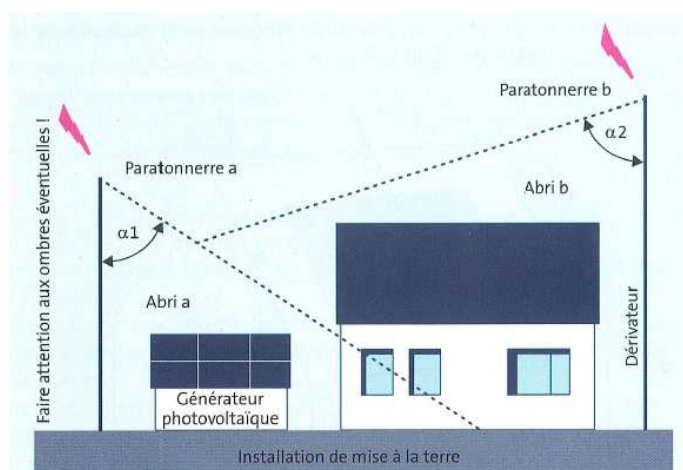 Paratonnerre b
α2
Faire attention aux ombres éventuelles !
Paratonnerre a
α1
Abri b
Abri a
Dérivateur
Générateur
photovoltaïque
Installation de mise à la terre